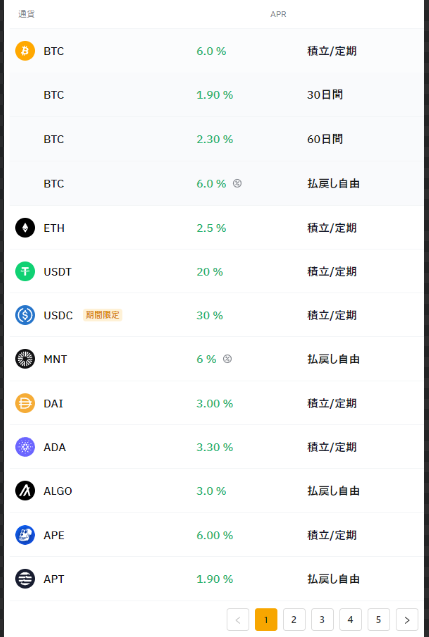 通貨 APR
BTC 6.0 % 積立/定期
BTC 1.90 % 30日間
BTC 2.30 % 60日間
BTC 6.0 % 払戻し自由
ETH 2.5 % 積立/定期
USDT 20 % 積立/定期
USDC 期間限定 30 % 積立/定期
MNT 6 % 払戻し自由
DAI 3.00 % 積立/定期
ADA 3.30 % 積立/定期
ALGO 3.0 % 払戻し自由
APE 6.00 % 積立/定期
APT 1.90 % 払戻し自由
1 2 3 4 5